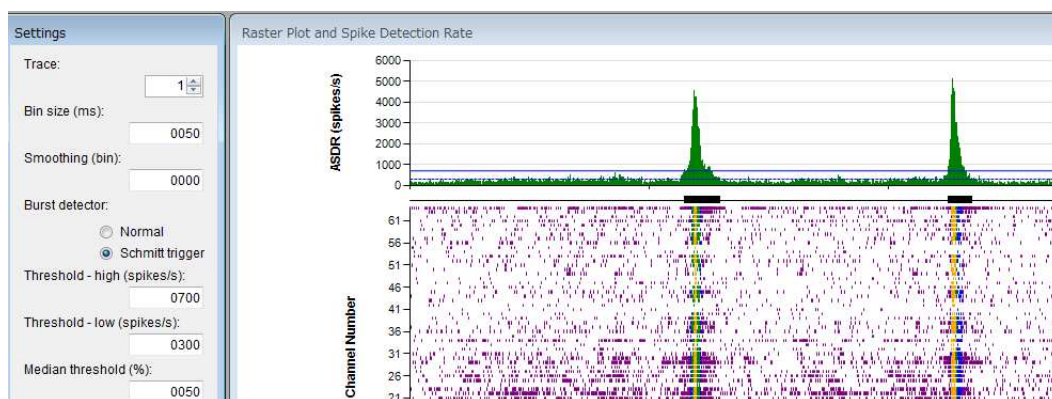 Settings
Trace:
1
Bin size (ms):
0050
Smoothing (bin):
0000
Burst detector:
Normal
Schmitt trigger
Threshold - high (spikes/s):
0700
Threshold - low (spikes/s):
0300
Median threshold (%):
0050
Raster Plot and Spike Detection Rate
ASDR (spikes/s)
6000
5000
4000
3000
2000
1000
0
Channel Number
61
56
51
46
41
36
31
26
21